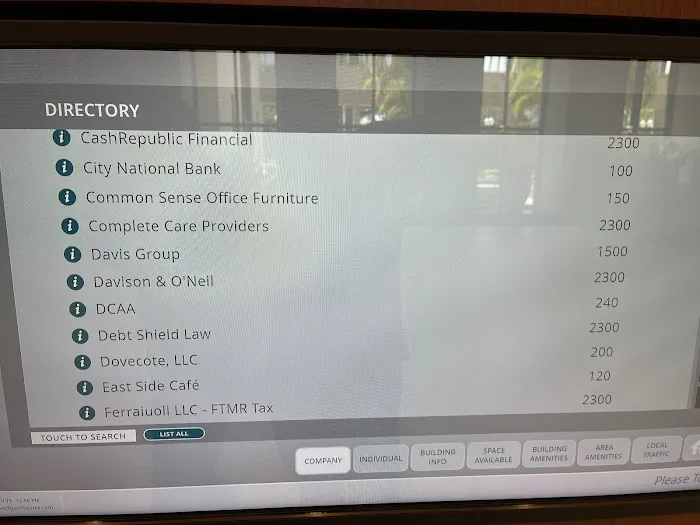 DIRECTORY
CashRepublic Financial 2300
City National Bank 100
Common Sense Office Furniture 150
Complete Care Providers 2300
Davis Group 1500
Davison & O'Neil 2300
DCAA 240
Debt Shield Law 2300
Dovecote, LLC 200
East Side Café 120
Ferraiuoli LLC - FTMR Tax 2300
TOUCH TO SEARCH LIST ALL
COMPANY INDIVIDUAL BUILDING INFO SPACE AVAILABLE BUILDING AMENITIES AREA AMENITIES LOCAL TRAFFIC
Please